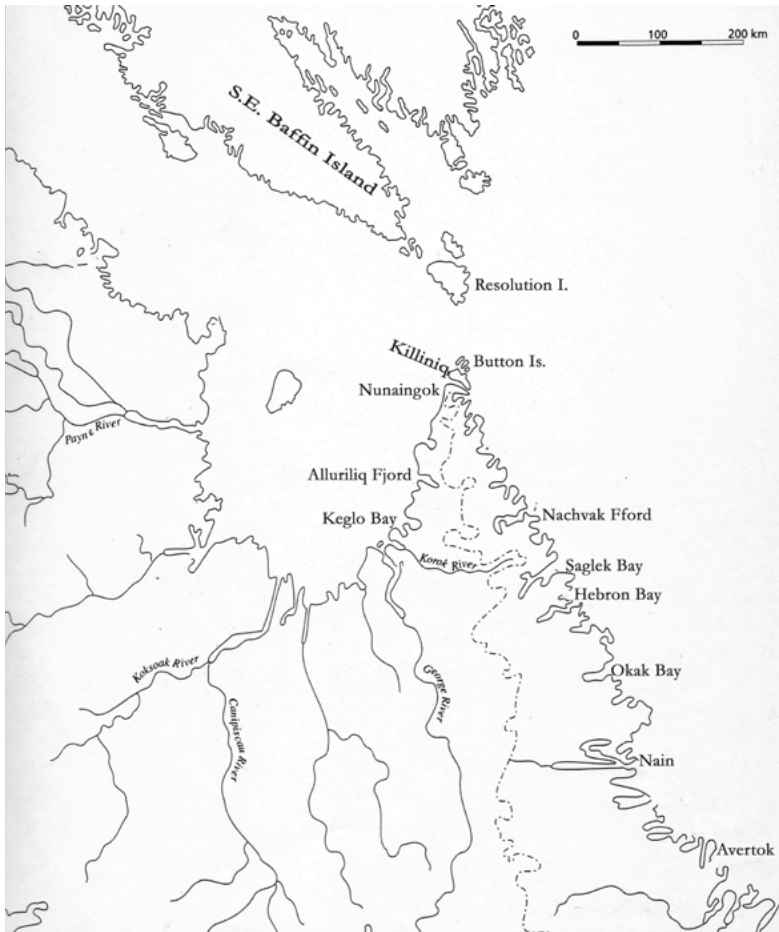 0 100 200 km
S.E. Baffin Island
Resolution I.
Killiniq
Button Is.
Nunaingok
Payne River
Alluriliq Fjord
Keglo Bay
Nachvak Fford
Korok River
Saglek Bay
Hebron Bay
Koksoak River
George River
Okak Bay
Canipiscau River
Nain
Avertok